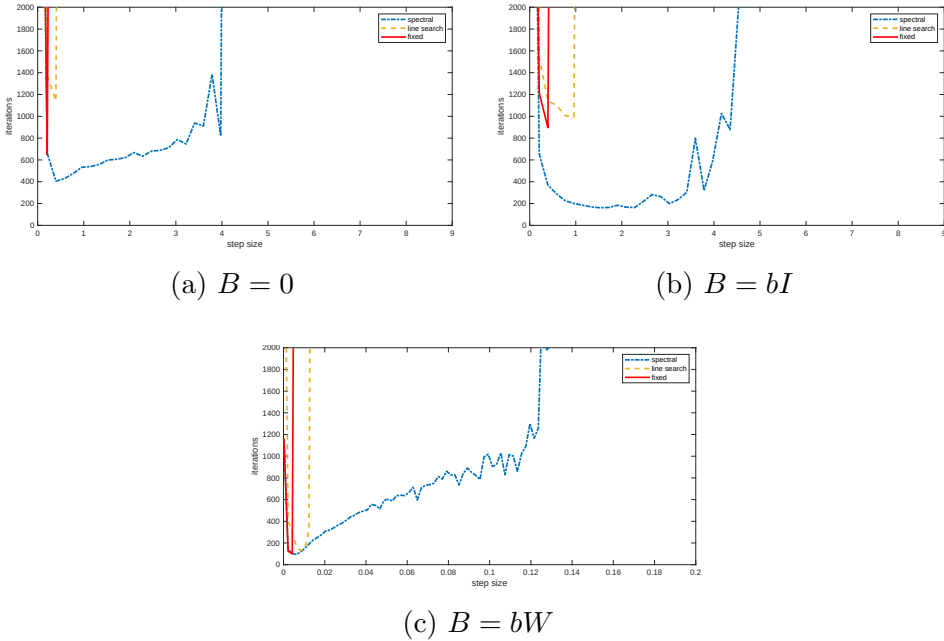 2000
1800
1600
1400
1200
1000
800
600
400
200
0
iterations
0 1 2 3 4 5 6 7 8 9
step size
spectral
line search
fixed
(a) B = 0
2000
1800
1600
1400
1200
1000
800
600
400
200
0
iterations
0 1 2 3 4 5 6 7 8 9
step size
spectral
line search
fixed
(b) B = bI
2000
1800
1600
1400
1200
1000
800
600
400
200
0
iterations
0 0.02 0.04 0.06 0.08 0.1 0.12 0.14 0.16 0.18 0.2
step size
spectral
line search
fixed
(c) B = bW